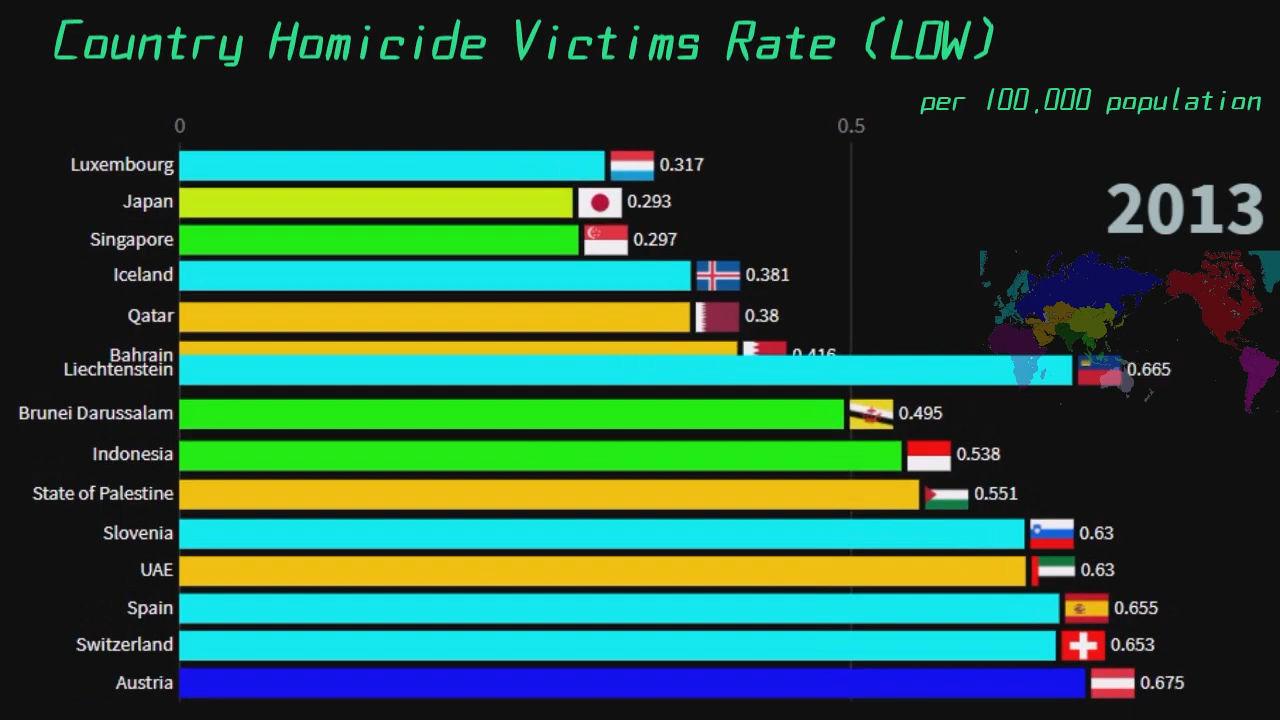 Country Homicide Victims Rate (LOW)
per 100,000 population
0 0.5
Luxembourg 0.317
Japan 0.293
2013
Singapore 0.297
Iceland 0.381
Qatar 0.38
Bahrain 0.416
Liechtenstein 0.665
Brunei Darussalam 0.495
Indonesia 0.538
State of Palestine 0.551
Slovenia 0.63
UAE 0.63
Spain 0.655
Switzerland 0.653
Austria 0.675